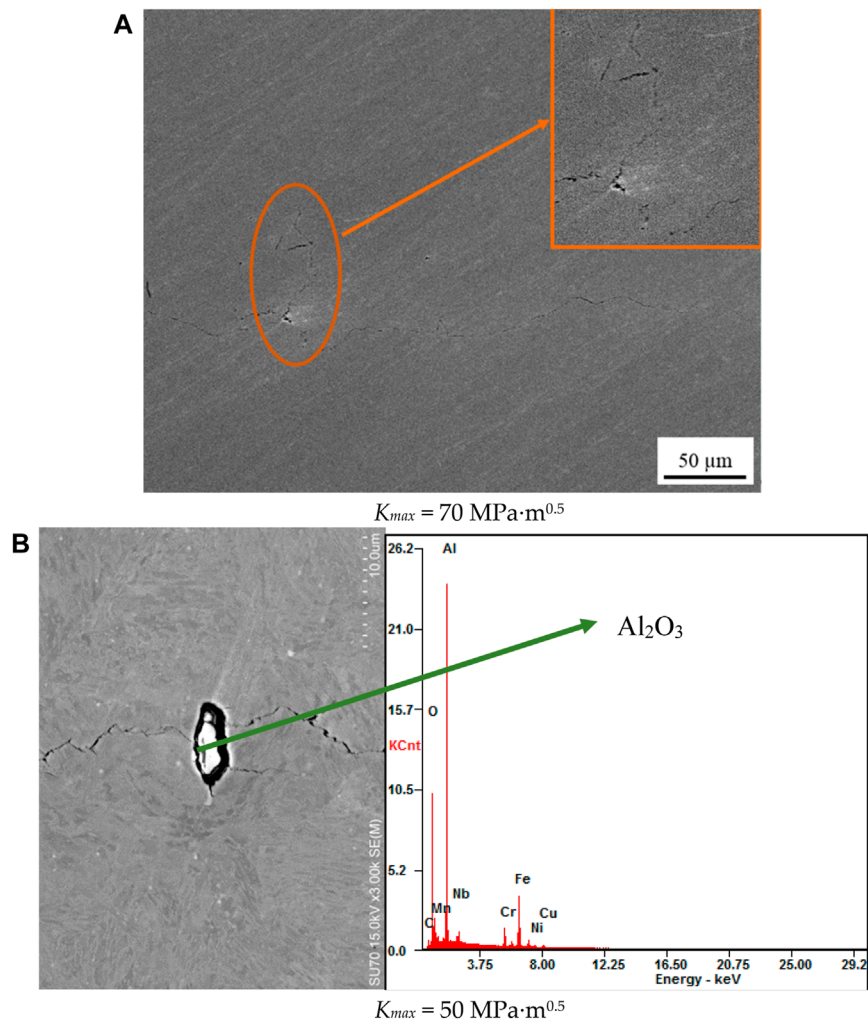 A
50 μm
Kmax = 70 MPa·m0.5
B
10.0um
SU70 15.0kV x3.00k SE(M)
26.2
21.0
15.7
KCnt
10.5
5.2
0.0
Al
O
C
Mn
Nb
Cr
Fe
Ni
Cu
Al2O3
3.75 8.00 12.25 16.50 20.75 25.00 29.2
Energy - keV
Kmax = 50 MPa·m0.5